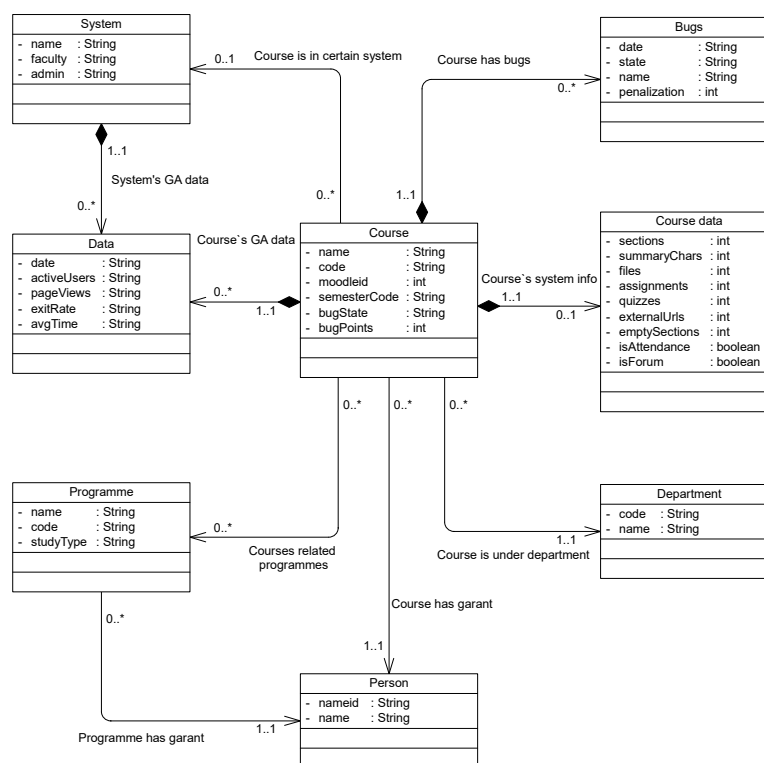 System
- name : String
- faculty : String
- admin : String
Bugs
- date : String
- state : String
- name : String
- penalization : int
Course is in certain system
0..1
0..*
Course has bugs
0..*
1..1
1..1
System's GA data
0..*
Data
- date : String
- activeUsers : String
- pageViews : String
- exitRate : String
- avgTime : String
Course`s GA data
0..*
1..1
Course
- name : String
- code : String
- moodleid : int
- semesterCode : String
- bugState : String
- bugPoints : int
Course`s system info
1..1
0..1
Course data
- sections : int
- summaryChars : int
- files : int
- assignments : int
- quizzes : int
- externalUrls : int
- emptySections : int
- isAttendance : boolean
- isForum : boolean
0..*
0..*
0..*
Programme
- name : String
- code : String
- studyType : String
0..*
Courses related
programmes
Department
- code : String
- name : String
1..1
Course is under department
Course has garant
0..*
1..1
Person
- nameid : String
- name : String
1..1
Programme has garant